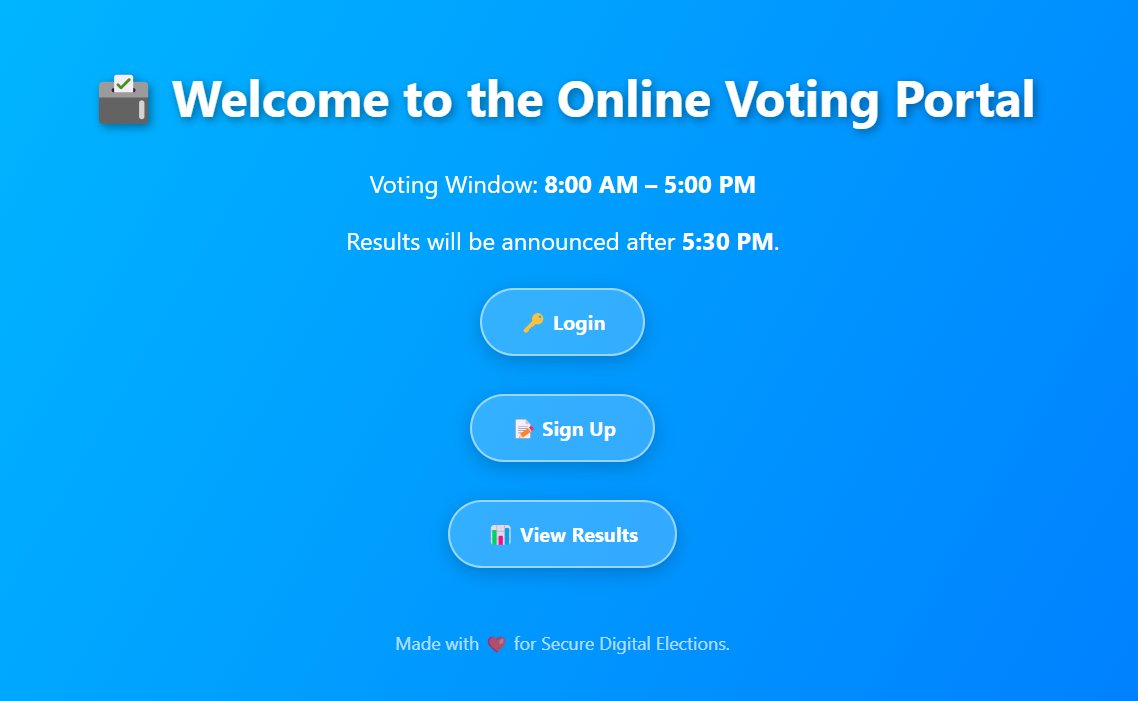 🗳️ Welcome to the Online Voting Portal
Voting Window: 8:00 AM – 5:00 PM
Results will be announced after 5:30 PM.
🔑 Login
📝 Sign Up
📊 View Results
Made with ❤️ for Secure Digital Elections.